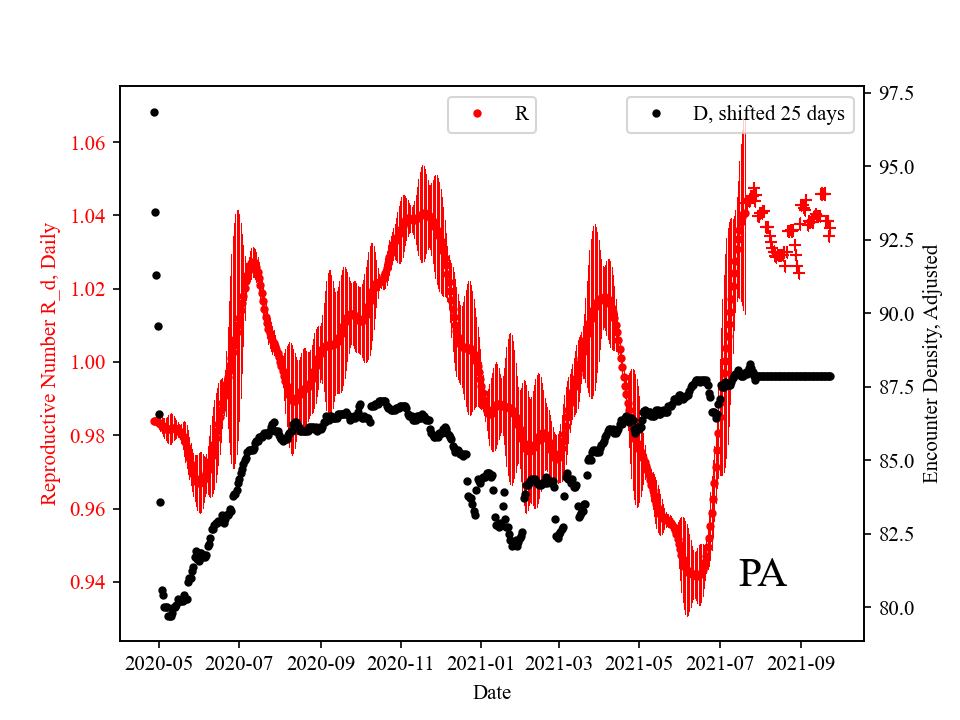 R
D, shifted 25 days
Reproductive Number R_d, Daily
1.06
1.04
1.02
1.00
0.98
0.96
0.94
97.5
95.0
92.5
90.0
87.5
85.0
82.5
80.0
Encounter Density, Adjusted
PA
2020-05 2020-07 2020-09 2020-11 2021-01 2021-03 2021-05 2021-07 2021-09
Date